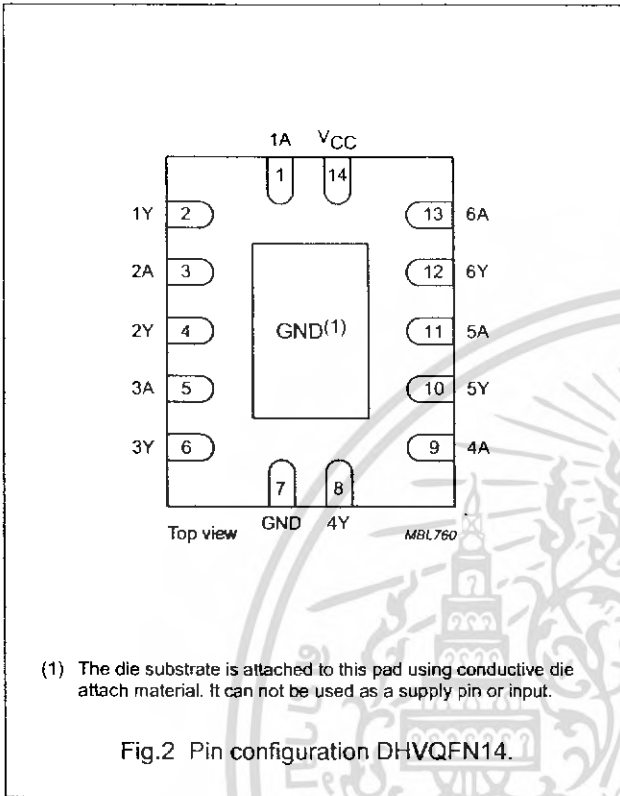 1A VCC
1 14
1Y 2 13 6A
2A 3 12 6Y
2Y 4 GND(1) 11 5A
3A 5 10 5Y
3Y 6 9 4A
7 8
Top view GND 4Y MBL760
(1) The die substrate is attached to this pad using conductive die
attach material. It can not be used as a supply pin or input.
Fig.2 Pin configuration DHVQFN14.